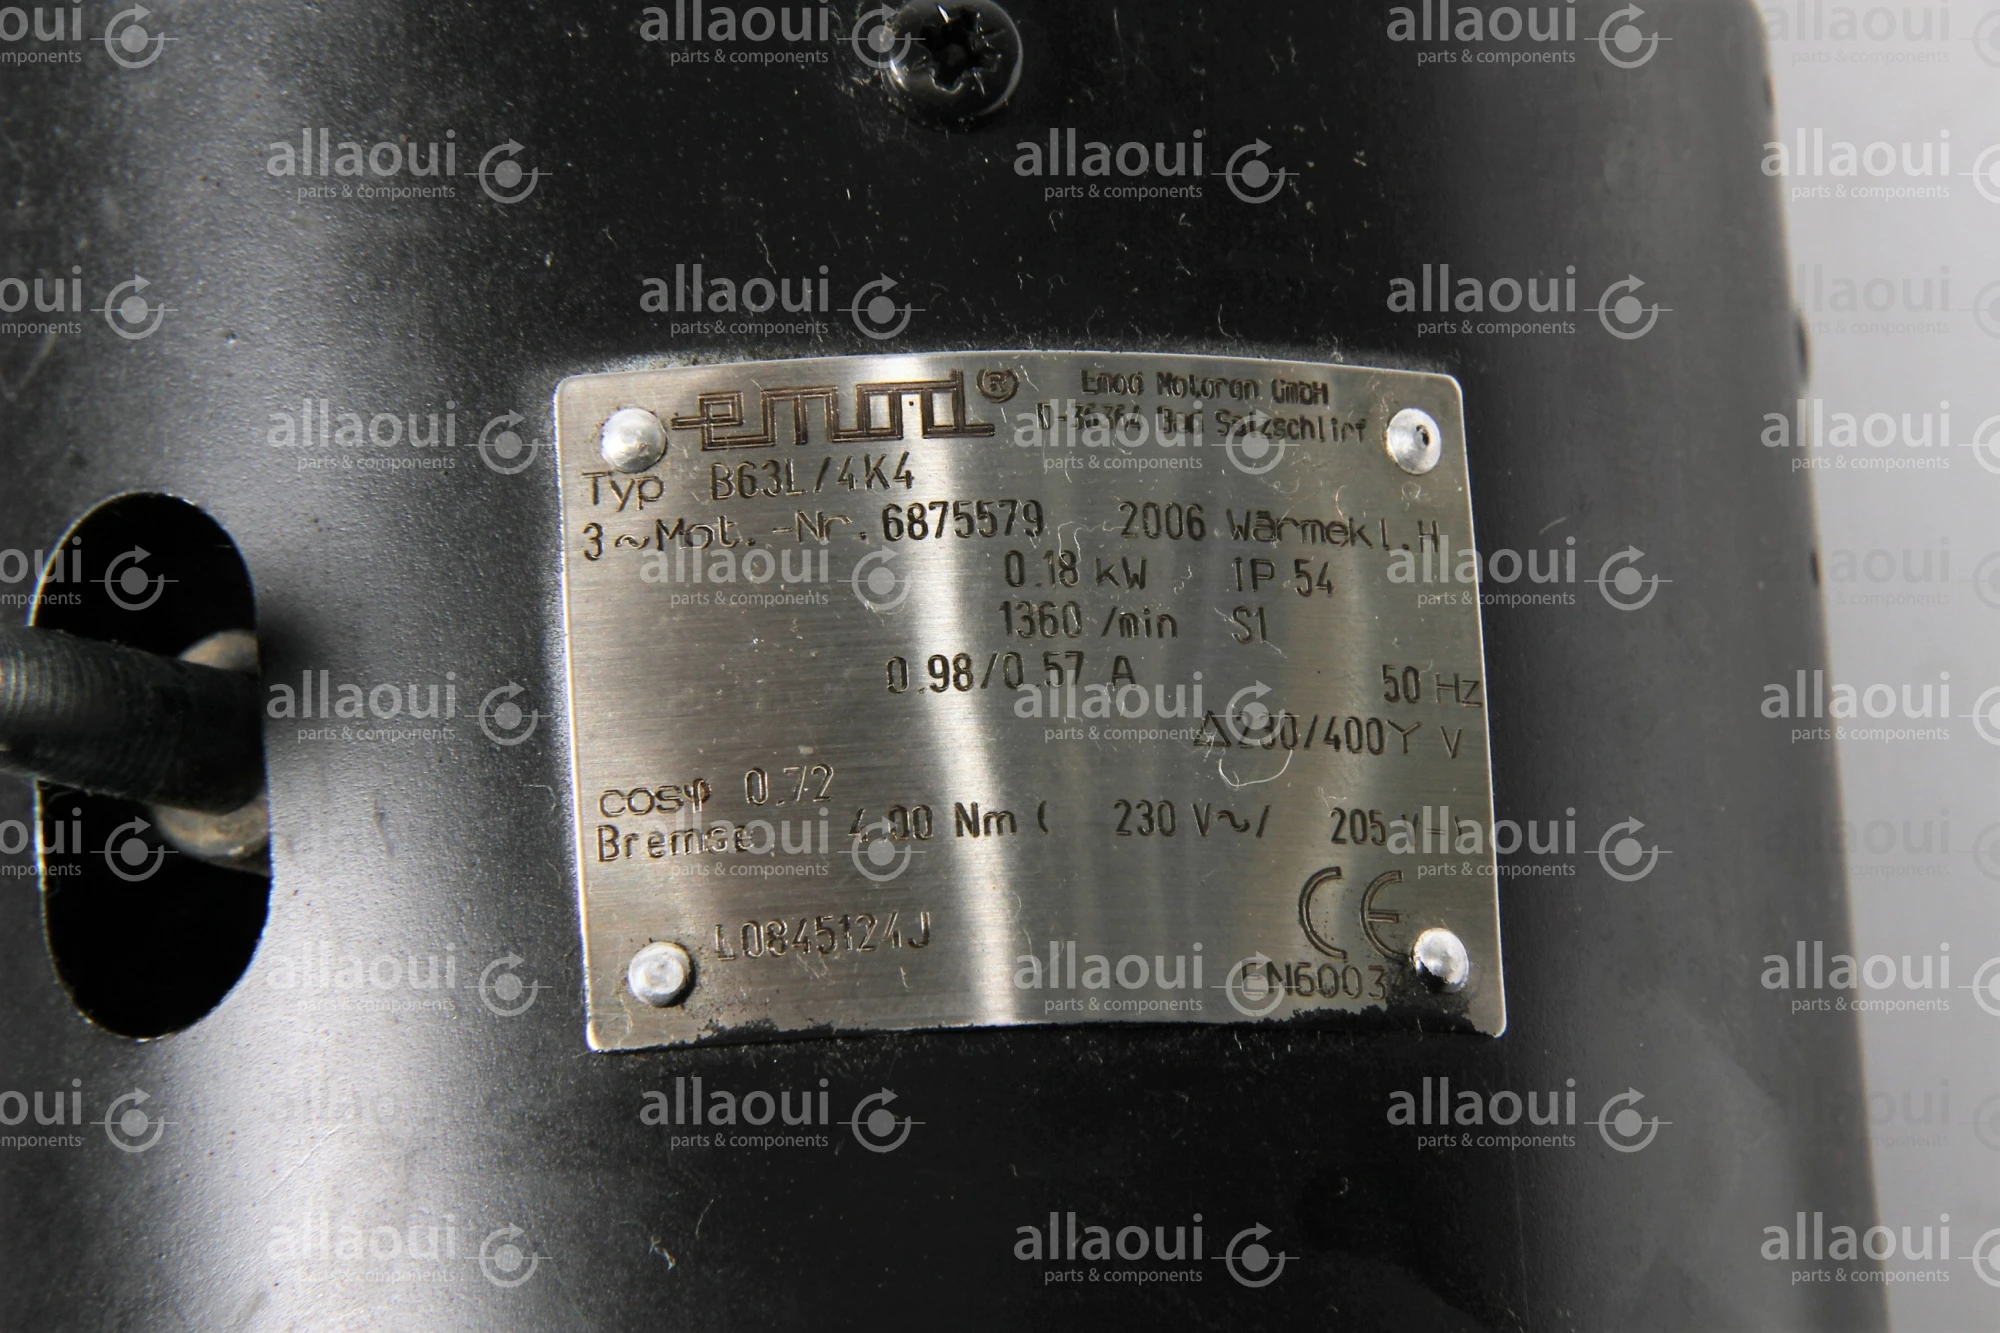 emod ®
Emod Motoren GmbH
D-36364 Bad Salzschlirf
Typ B63L/4K4
3~Mot.-Nr. 6875579 2006 Wärmekl. H
0.18 kW IP 54
1360 /min S1
0.98/0.57 A 50 Hz
△230/400Y V
cosφ 0.72
Bremse 4.00 Nm ( 230 V~/ 205 V-)
L0845124J
CE
EN6003
allaoui
parts & components